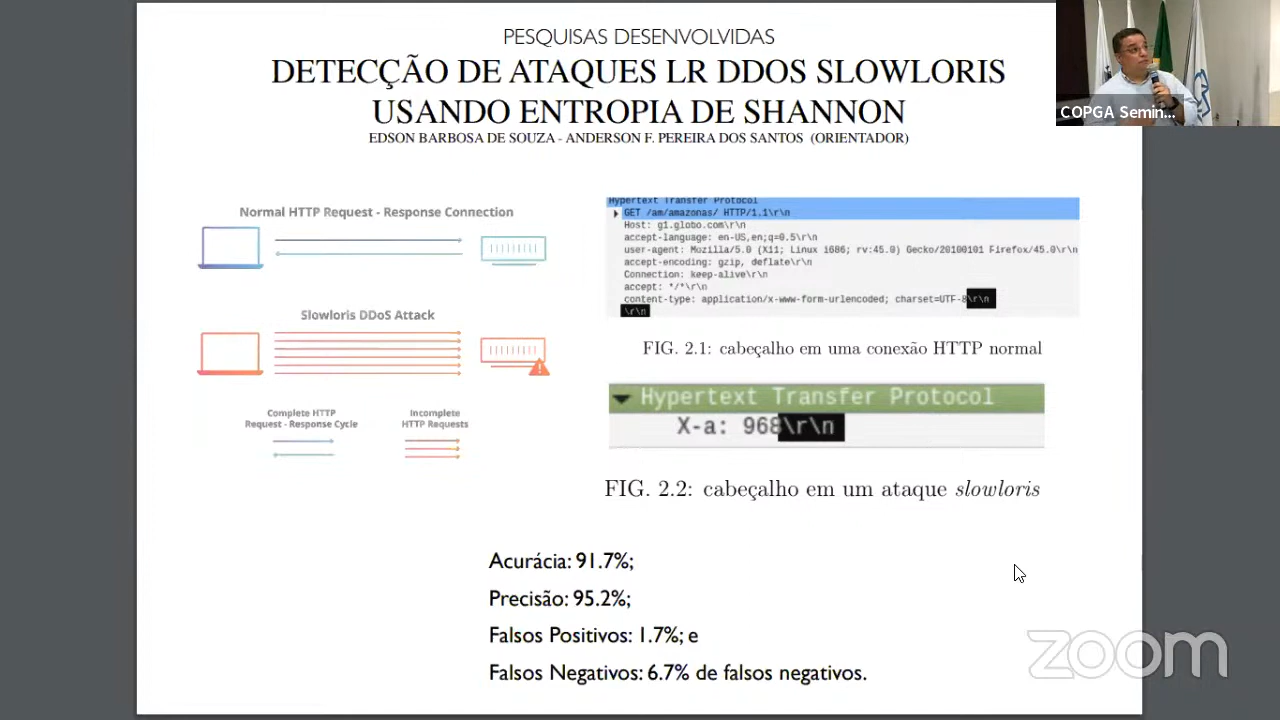 PESQUISAS DESENVOLVIDAS
DETECÇÃO DE ATAQUES LR DDOS SLOWLORIS
USANDO ENTROPIA DE SHANNON
EDSON BARBOSA DE SOUZA - ANDERSON F. PEREIRA DOS SANTOS (ORIENTADOR)
COPGA Semin...
Normal HTTP Request - Response Connection
Slowloris DDoS Attack
Complete HTTP
Request - Response Cycle
Incomplete
HTTP Requests
Hypertext Transfer Protocol
GET /am/amazonas/ HTTP/1.1\r\n
Host: g1.globo.com\r\n
accept-language: en-US,en;q=0.5\r\n
user-agent: Mozilla/5.0 (X11; Linux i686; rv:45.0) Gecko/20100101 Firefox/45.0\r\n
accept-encoding: gzip, deflate\r\n
Connection: keep-alive\r\n
accept: */*\r\n
content-type: application/x-www-form-urlencoded; charset=UTF-8\r\n
\r\n
FIG. 2.1: cabeçalho em uma conexão HTTP normal
Hypertext Transfer Protocol
X-a: 968\r\n
FIG. 2.2: cabeçalho em um ataque slowloris
Acurácia: 91.7%;
Precisão: 95.2%;
Falsos Positivos: 1.7%; e
Falsos Negativos: 6.7% de falsos negativos.
zoom